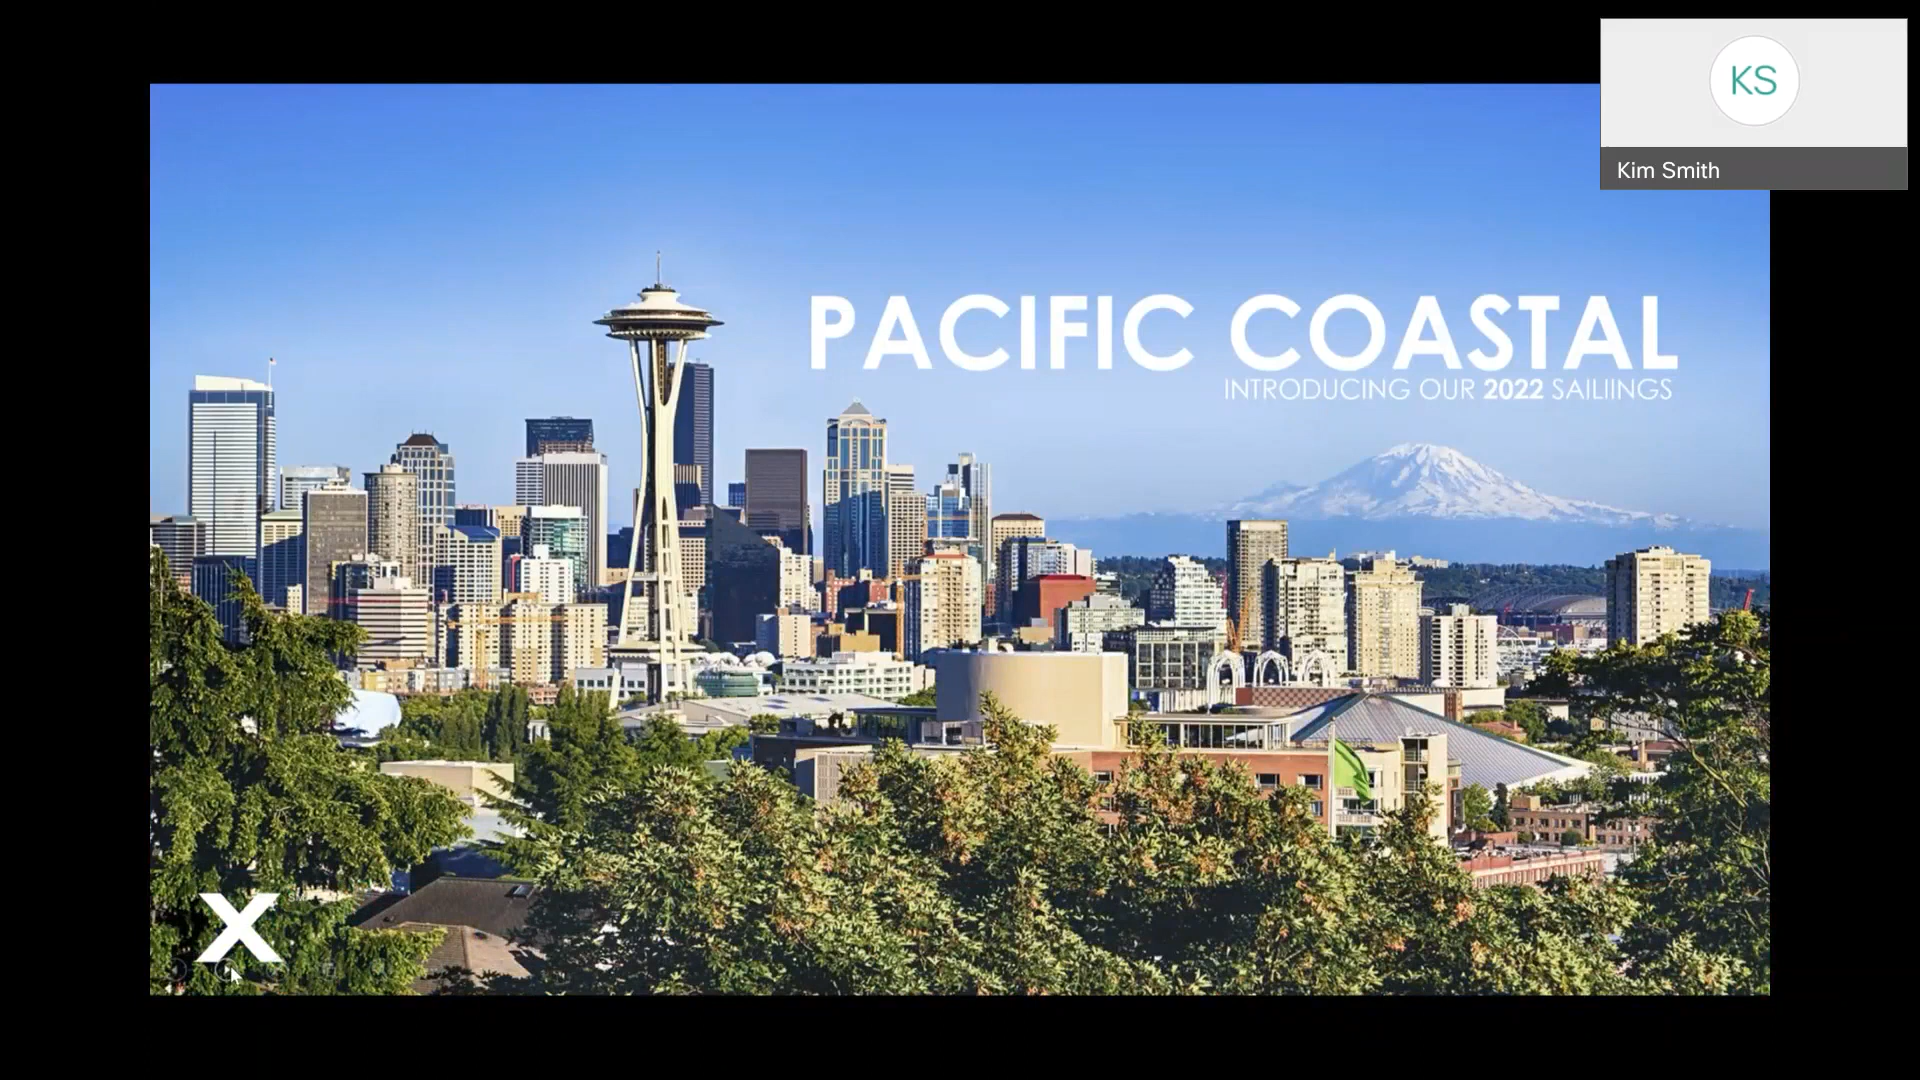 KS
Kim Smith
PACIFIC COASTAL
INTRODUCING OUR 2022 SAILIINGS
X